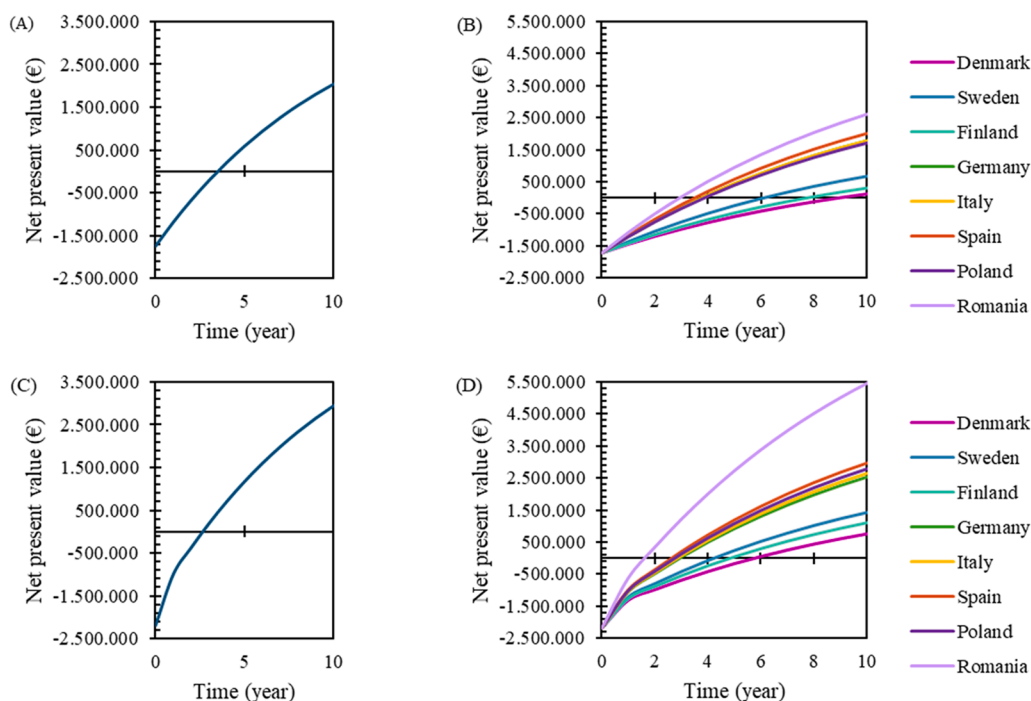 (A)
Net present value (€)
3.500.000
2.500.000
1.500.000
500.000
-500.000
-1.500.000
-2.500.000
0 5 10
Time (year)
(B)
Net present value (€)
5.500.000
4.500.000
3.500.000
2.500.000
1.500.000
500.000
-500.000
-1.500.000
-2.500.000
0 2 4 6 8 10
Time (year)
Denmark
Sweden
Finland
Germany
Italy
Spain
Poland
Romania
(C)
Net present value (€)
3.500.000
2.500.000
1.500.000
500.000
-500.000
-1.500.000
-2.500.000
0 5 10
Time (year)
(D)
Net present value (€)
5.500.000
4.500.000
3.500.000
2.500.000
1.500.000
500.000
-500.000
-1.500.000
-2.500.000
0 2 4 6 8 10
Time (year)
Denmark
Sweden
Finland
Germany
Italy
Spain
Poland
Romania